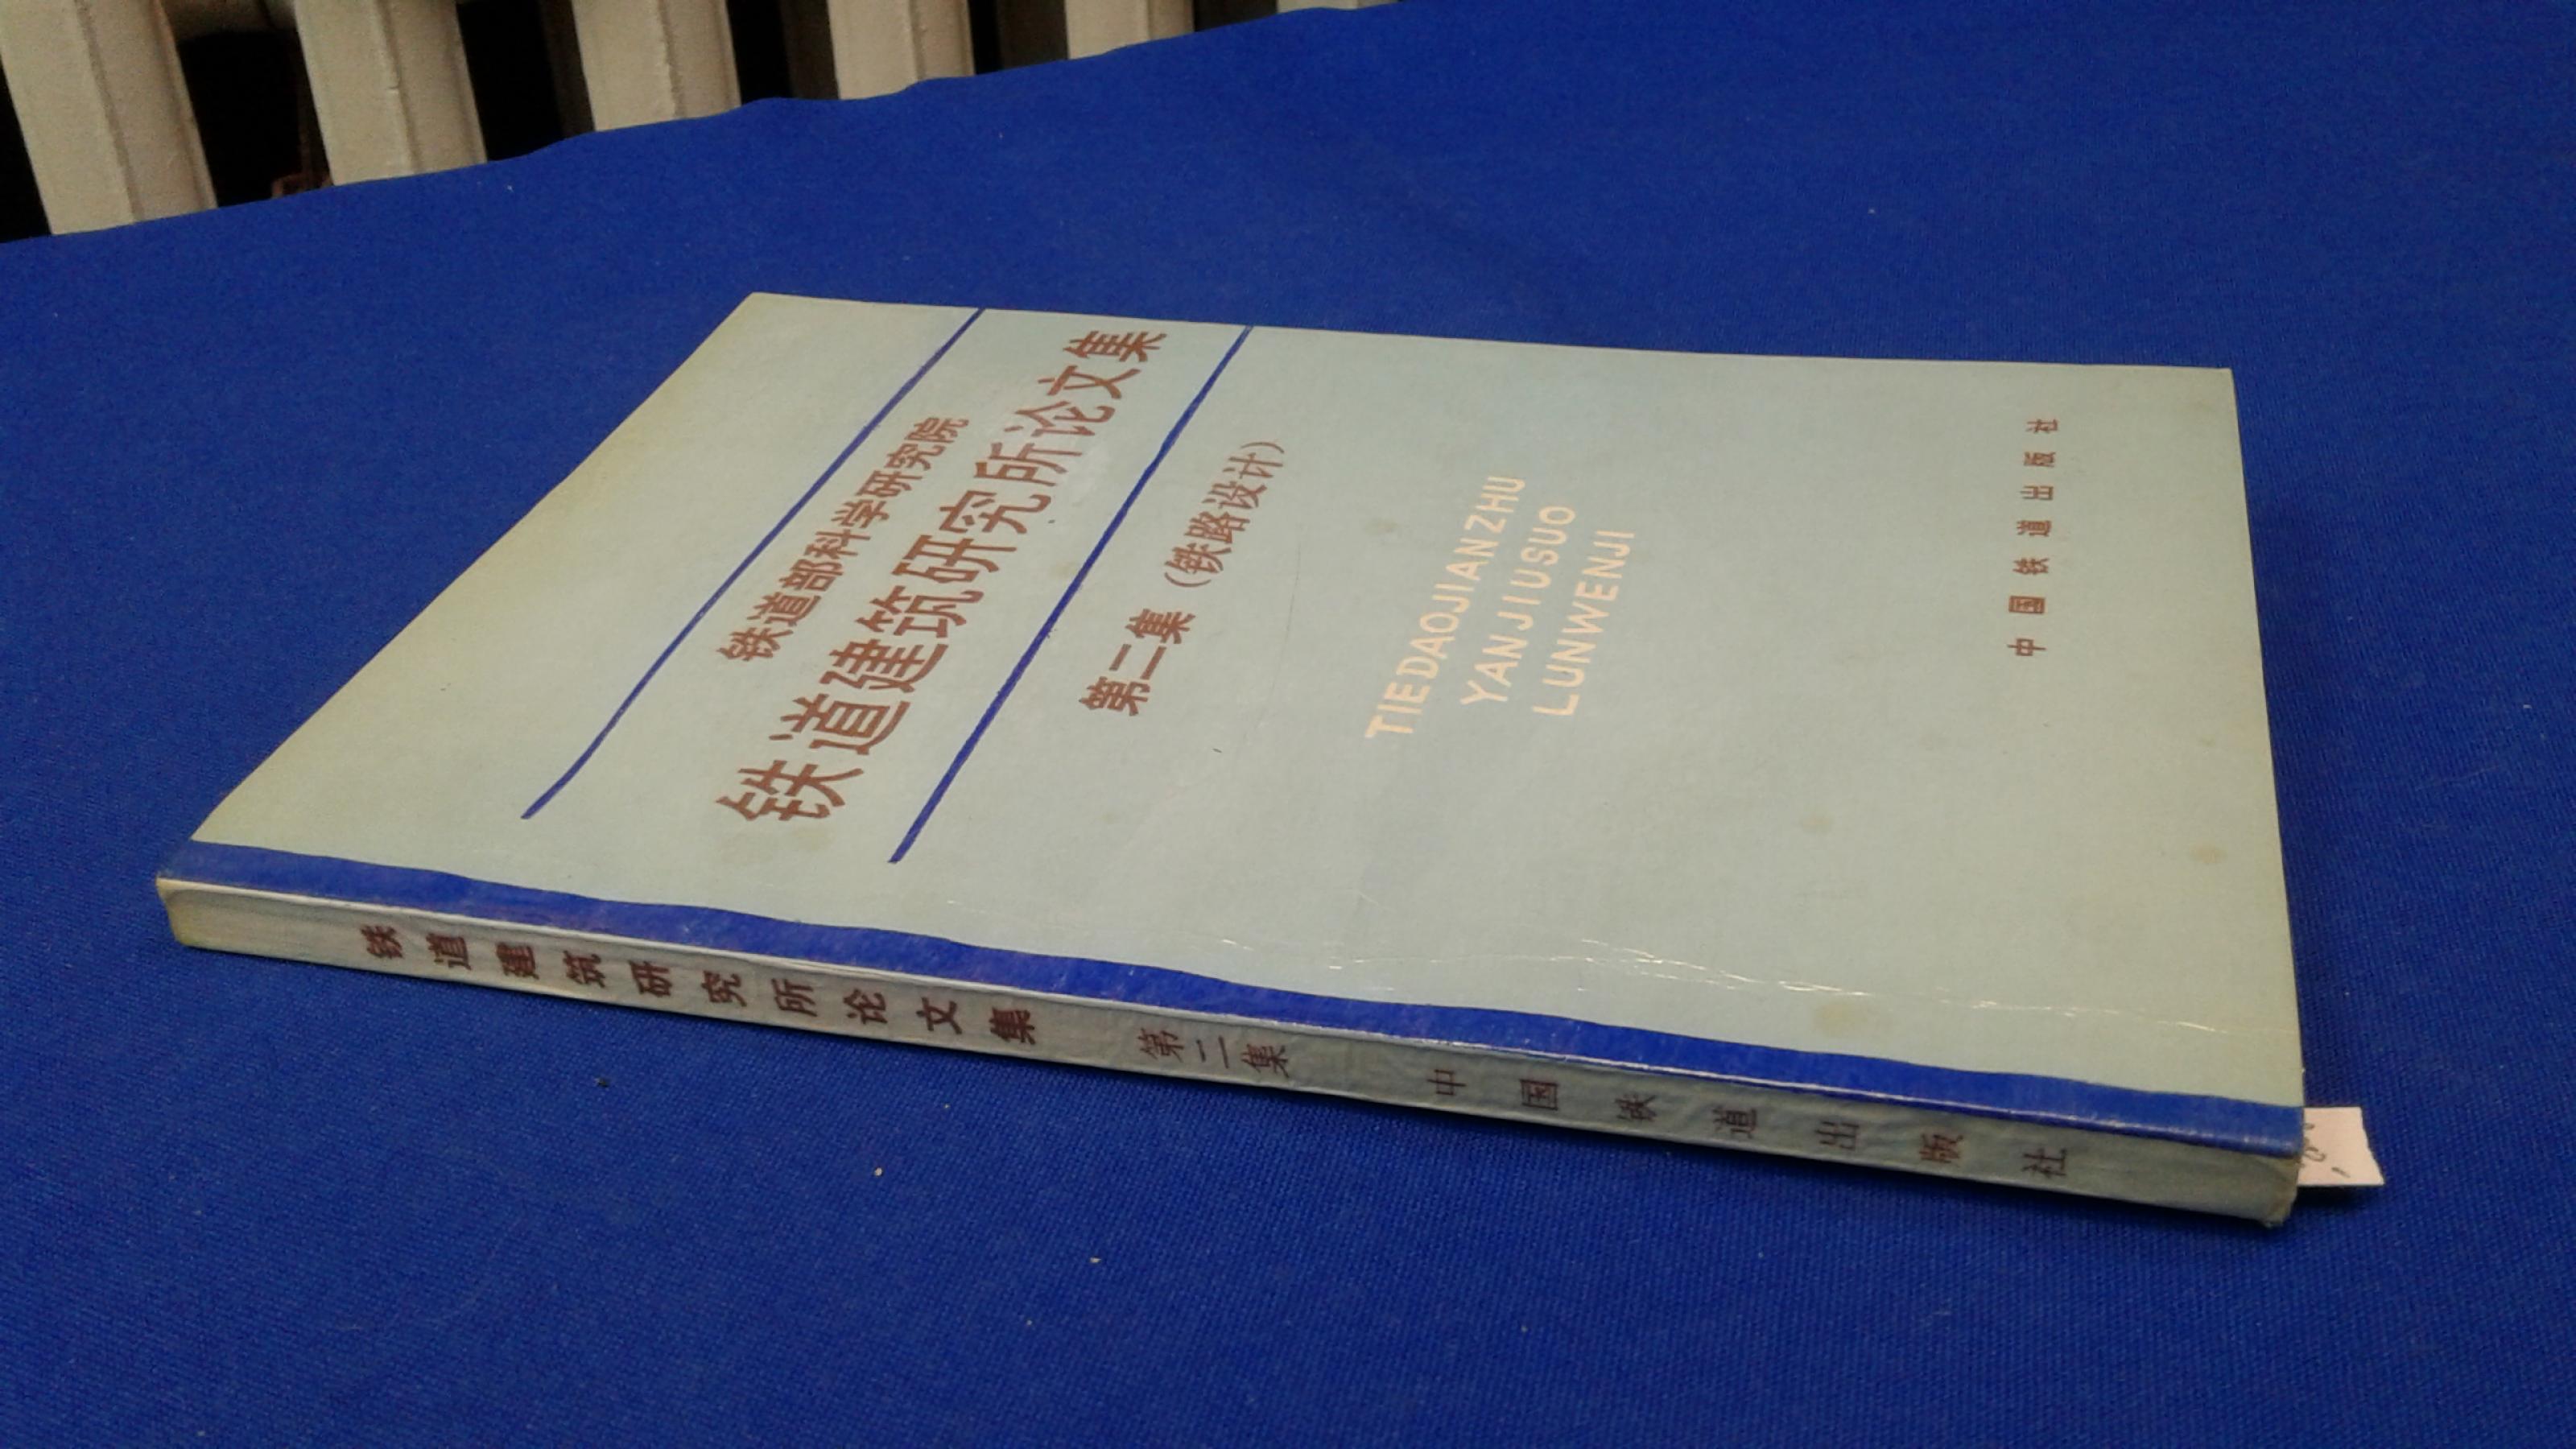 铁道部科学研究院
铁道建筑研究所论文集
第二集（铁路设计）
TIEDAOJIANZHU
YANJIUSUO
LUNWENJI
中国铁道出版社
铁道建筑研究所论文集 第二集 中国铁道出版社